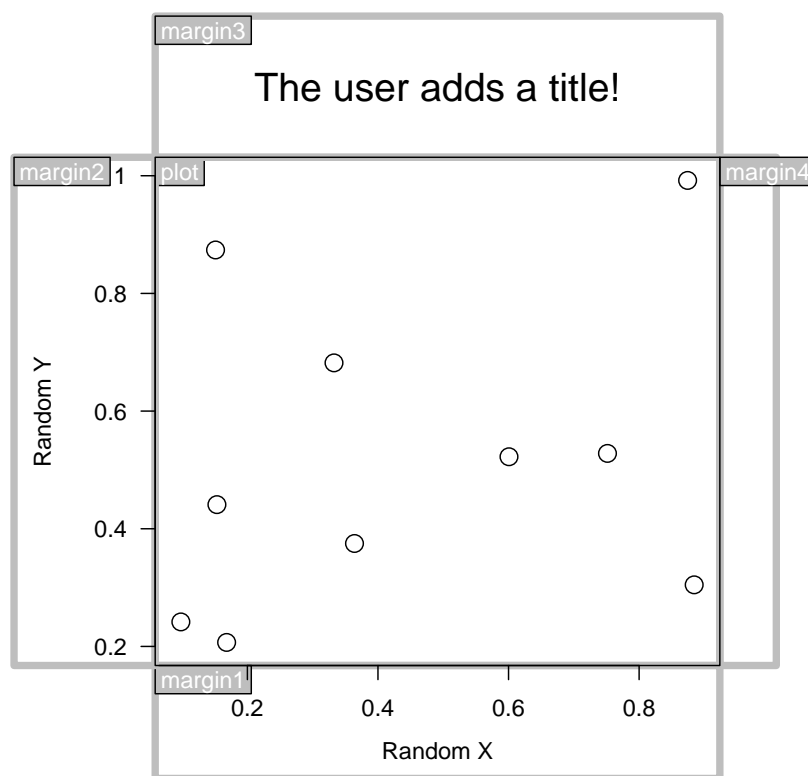 margin3
The user adds a title!
margin2
plot
margin4
1
0.8
0.6
0.4
0.2
Random Y
margin1
0.2 0.4 0.6 0.8
Random X